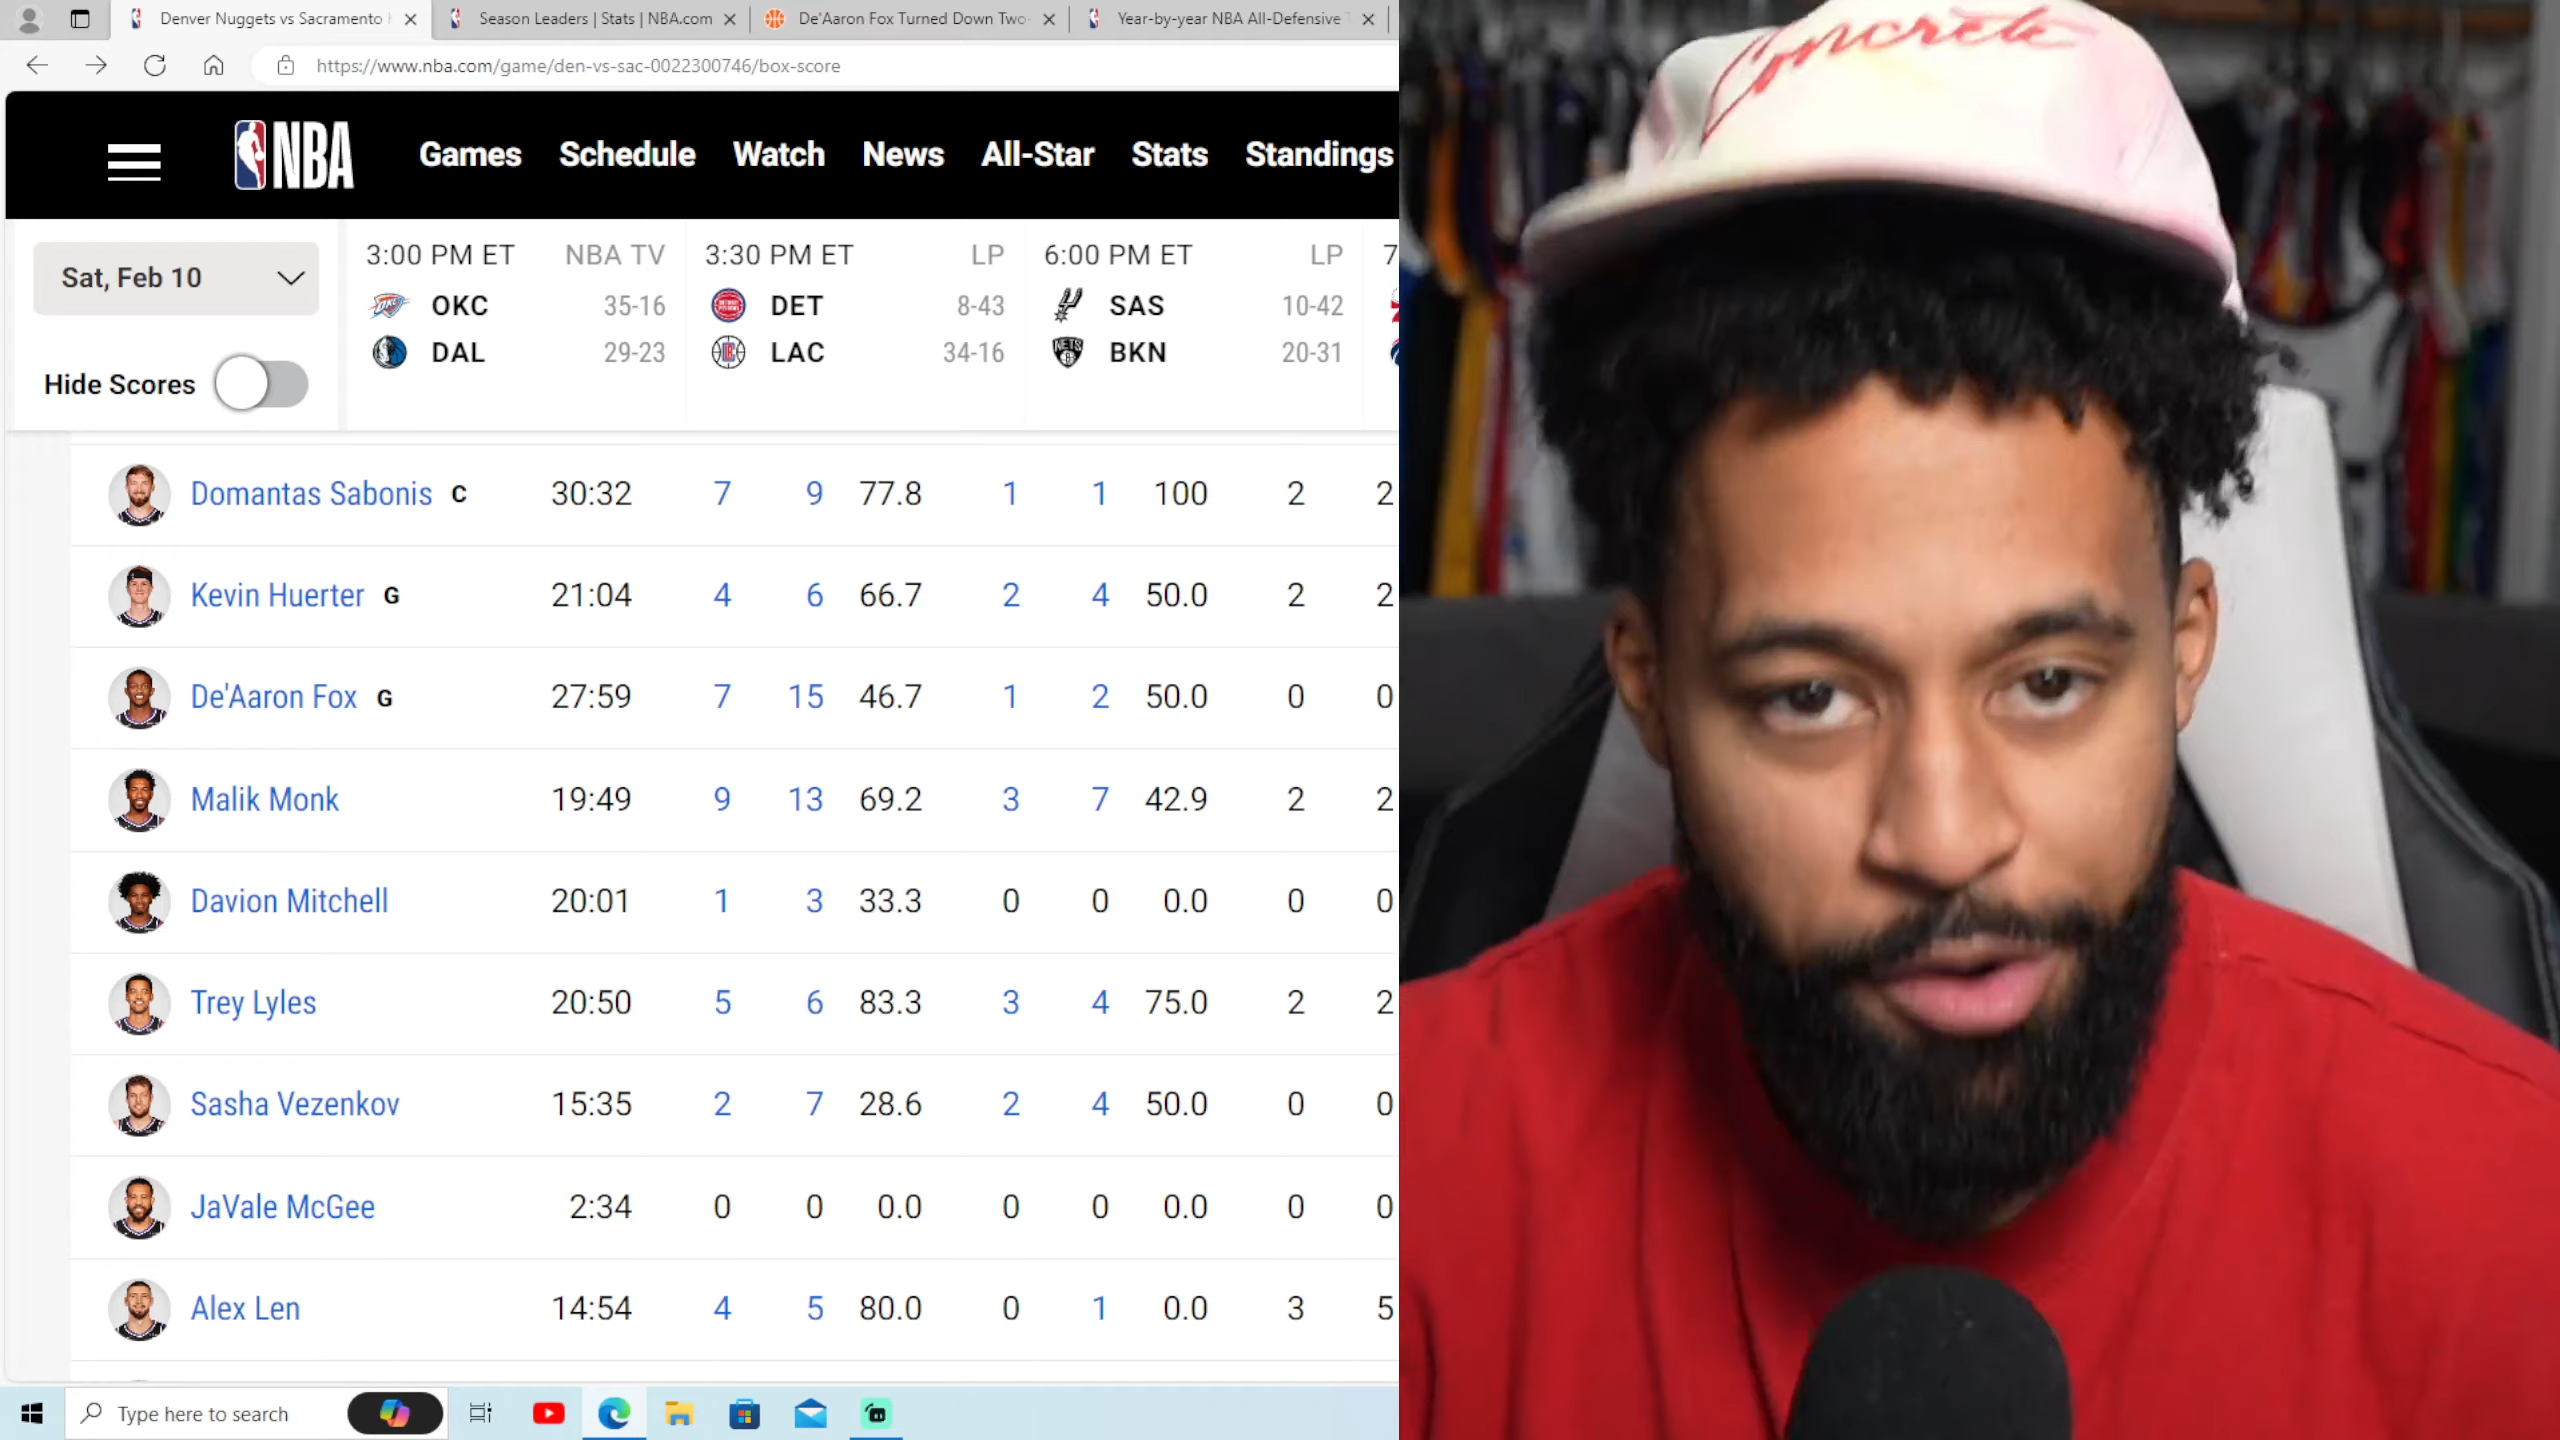 Denver Nuggets vs Sacramento
Season Leaders | Stats | NBA.com
De'Aaron Fox Turned Down Two-
Year-by-year NBA All-Defensive
https://www.nba.com/game/den-vs-sac-0022300746/box-score
NBA Games Schedule Watch News All-Star Stats Standings
Sat, Feb 10
Hide Scores
3:00 PM ET NBA TV
OKC 35-16
DAL 29-23
3:30 PM ET LP
DET 8-43
LAC 34-16
6:00 PM ET LP
SAS 10-42
BKN 20-31
7
Domantas Sabonis C 30:32 7 9 77.8 1 1 100 2 2
Kevin Huerter G 21:04 4 6 66.7 2 4 50.0 2 2
De'Aaron Fox G 27:59 7 15 46.7 1 2 50.0 0 0
Malik Monk 19:49 9 13 69.2 3 7 42.9 2 2
Davion Mitchell 20:01 1 3 33.3 0 0 0.0 0 0
Trey Lyles 20:50 5 6 83.3 3 4 75.0 2 2
Sasha Vezenkov 15:35 2 7 28.6 2 4 50.0 0 0
JaVale McGee 2:34 0 0 0.0 0 0 0.0 0 0
Alex Len 14:54 4 5 80.0 0 1 0.0 3 5
Type here to search
Concrete